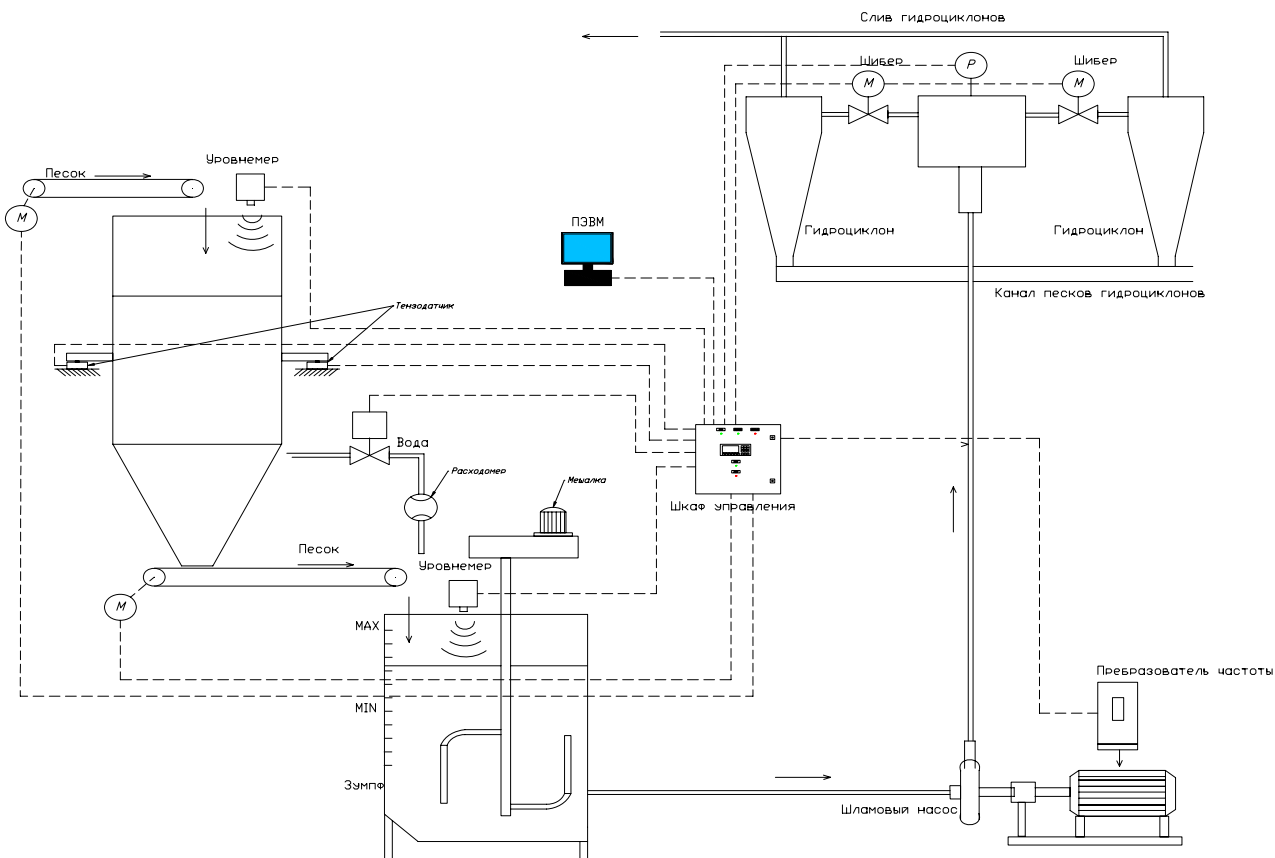 Слив гидроциклонов
Шибер
Шибер
P
M
M
Уровнемер
Песок
M
ПЭВМ
Гидроциклон
Гидроциклон
Канал песков гидроциклонов
Тензодатчик
Вода
Расходомер
Мешалка
Шкаф управления
Песок
Уровнемер
M
MAX
MIN
Зумпф
Пребразователь частоты
Шламовый насос